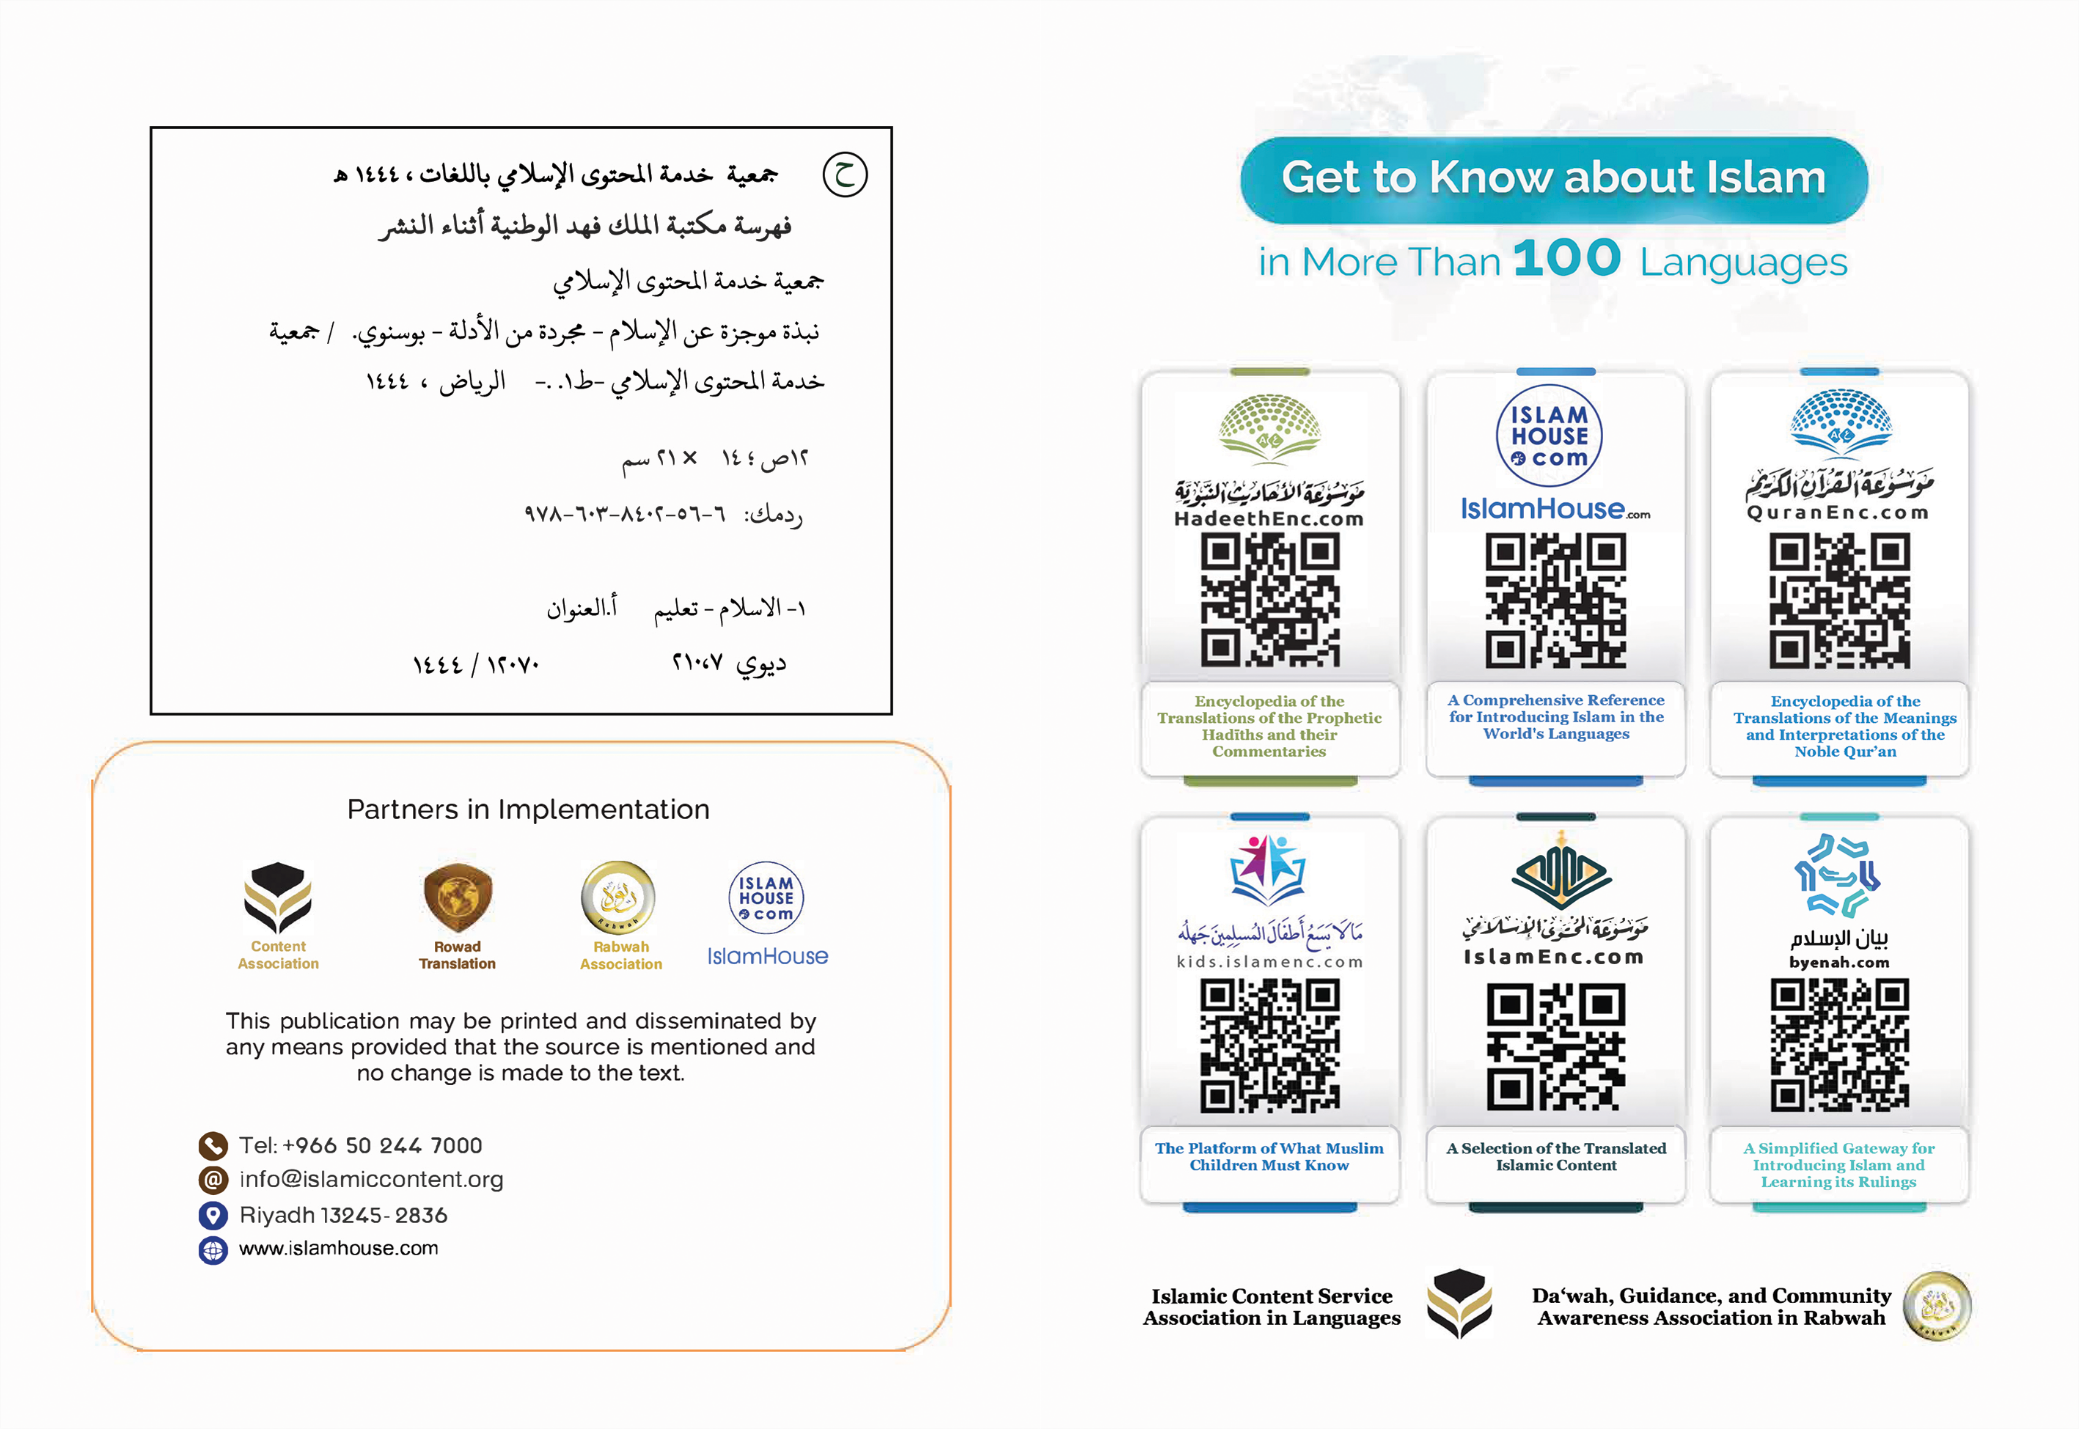 ح
جمعية خدمة المحتوى الإسلامي باللغات ، ١٤٤٤ هـ
فهرسة مكتبة الملك فهد الوطنية أثناء النشر
جمعية خدمة المحتوى الإسلامي
نبذة موجزة عن الإسلام - مجردة من الأدلة - بوسنوي. / جمعية
خدمة المحتوى الإسلامي -ط١. .- الرياض ، ١٤٤٤
١٢ص ؛ ١٤ × ٢١ سم
ردمك: ٦-٥٦-٨٤٠٢-٦٠٣-٩٧٨
١- الاسلام - تعليم أ.العنوان
ديوي ٢١٠،٧ ١٢٠٧٠ / ١٤٤٤
Partners in Implementation
Content
Association
Rowad
Translation
Rabwah
Rabwah
Association
ISLAM
HOUSE
com
IslamHouse
This publication may be printed and disseminated by
any means provided that the source is mentioned and
no change is made to the text.
Tel: +966 50 244 7000
info@islamiccontent.org
Riyadh 13245- 2836
www.islamhouse.com
Get to Know about Islam
in More Than 100 Languages
موسوعة الأحاديث النبوية
HadeethEnc.com
Encyclopedia of the
Translations of the Prophetic
Hadīths and their
Commentaries
ISLAM
HOUSE
com
IslamHouse.com
A Comprehensive Reference
for Introducing Islam in the
World's Languages
موسوعة القرآن الكريم
QuranEnc.com
Encyclopedia of the
Translations of the Meanings
and Interpretations of the
Noble Qur'an
مَا لَا يَسَعُ أَطْفَالَ المُسْلِمِينَ جَهْلُه
kids.islamenc.com
The Platform of What Muslim
Children Must Know
موسوعة المحتوى الإسلامي
IslamEnc.com
A Selection of the Translated
Islamic Content
بيان الإسلام
byenah.com
A Simplified Gateway for
Introducing Islam and
Learning its Rulings
Islamic Content Service
Association in Languages
Da‘wah, Guidance, and Community
Awareness Association in Rabwah
Rabwah